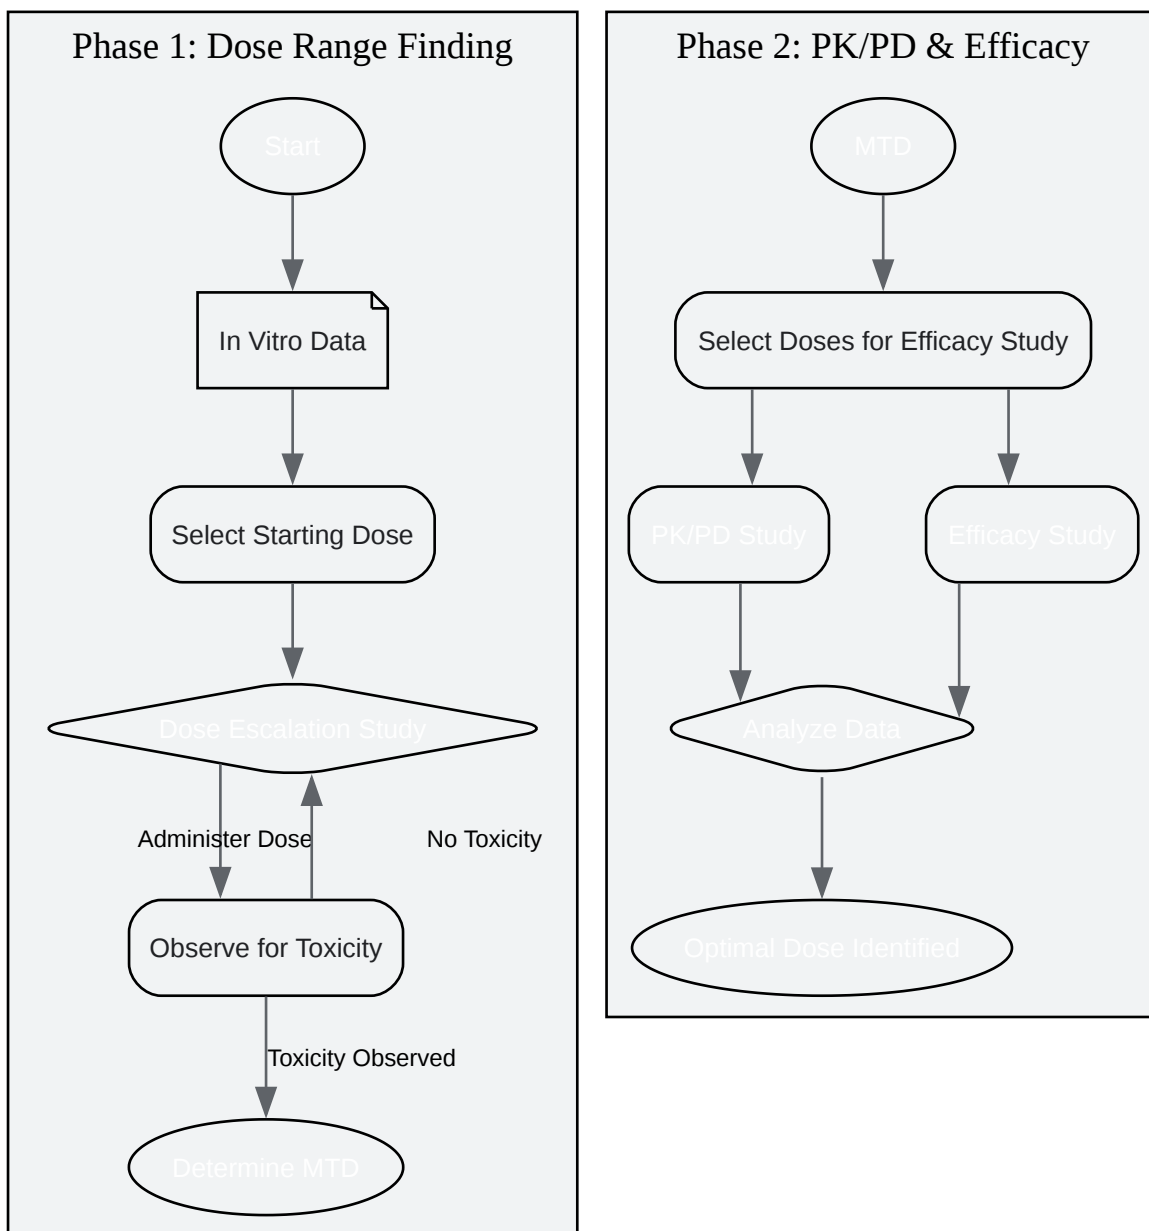 Phase 1: Dose Range Finding
Start
In Vitro Data
Select Starting Dose
Dose Escalation Study
Administer Dose
No Toxicity
Observe for Toxicity
Toxicity Observed
Determine MTD
Phase 2: PK/PD & Efficacy
MTD
Select Doses for Efficacy Study
PK/PD Study
Efficacy Study
Analyze Data
Optimal Dose Identified